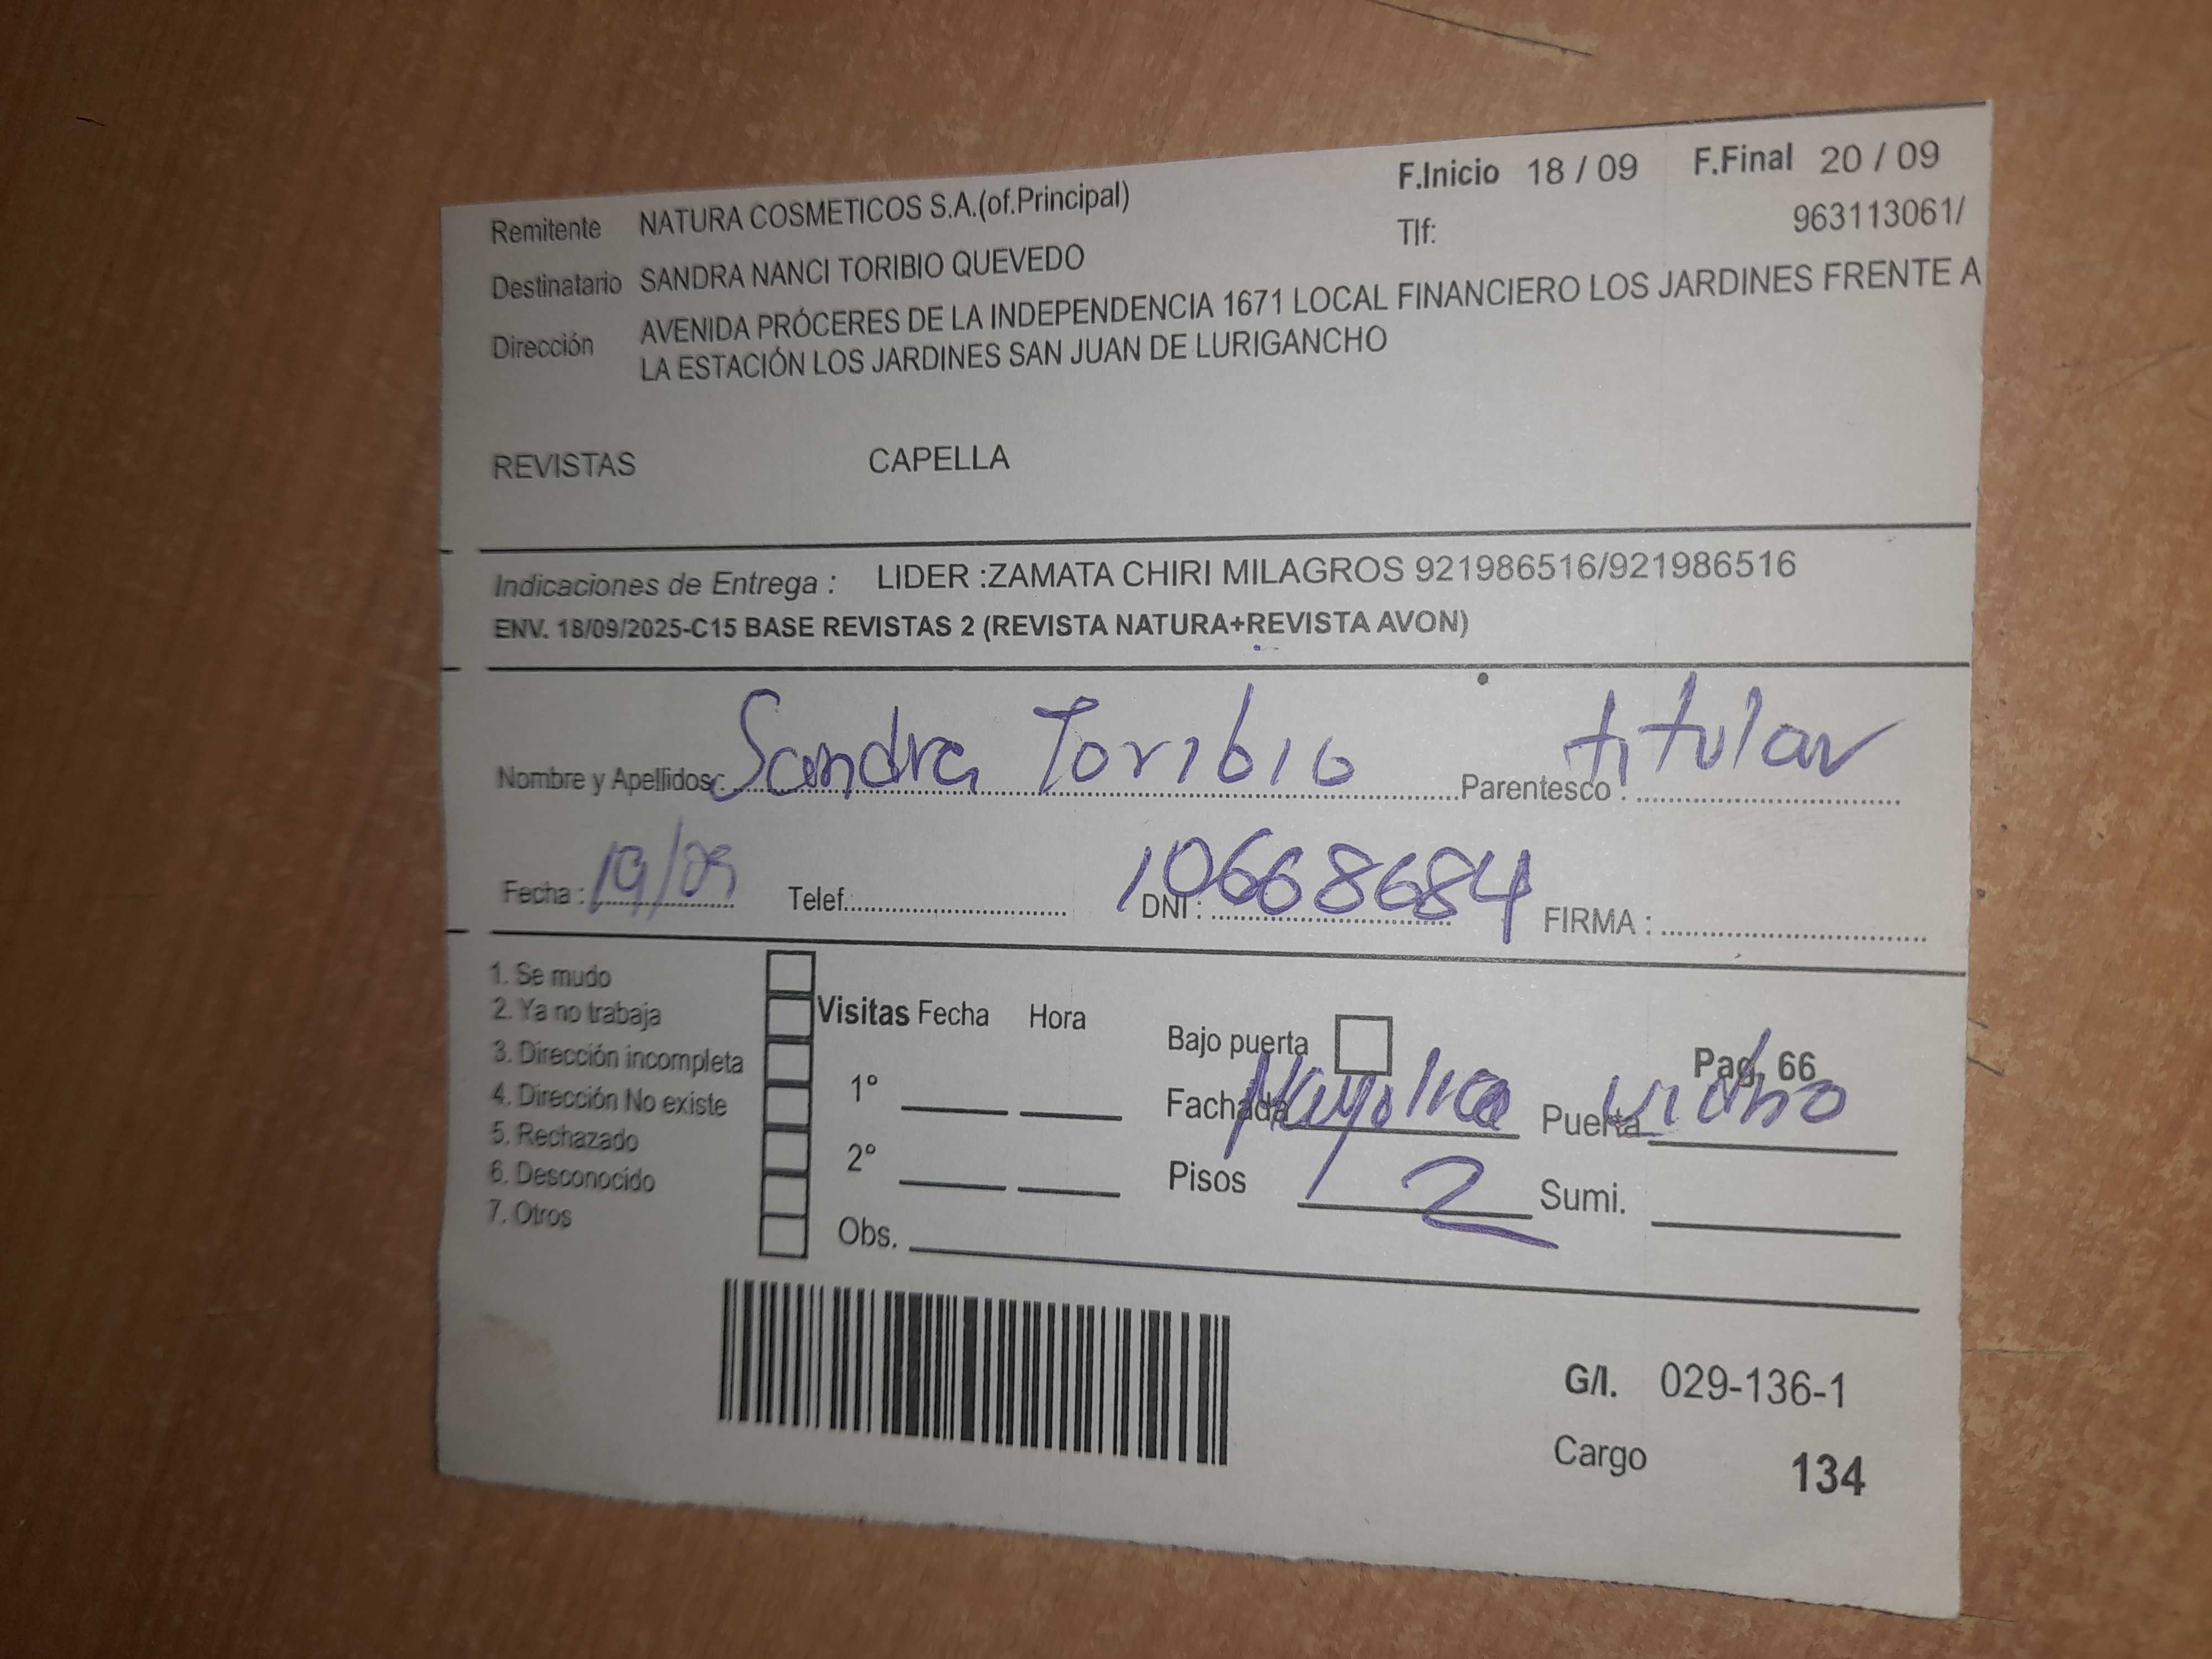 Remitente NATURA COSMETICOS S.A.(of.Principal) F.Inicio 18 / 09 F.Final 20 / 09
Tlf: 963113061/
Destinatario SANDRA NANCI TORIBIO QUEVEDO
Dirección AVENIDA PRÓCERES DE LA INDEPENDENCIA 1671 LOCAL FINANCIERO LOS JARDINES FRENTE A
LA ESTACIÓN LOS JARDINES SAN JUAN DE LURIGANCHO
REVISTAS CAPELLA
Indicaciones de Entrega : LIDER :ZAMATA CHIRI MILAGROS 921986516/921986516
ENV. 18/09/2025-C15 BASE REVISTAS 2 (REVISTA NATURA+REVISTA AVON)
Nombre y Apellidos: Sandra Toribio Parentesco : titular
Fecha : 19/09 Telef. DNI : 10668684 FIRMA :
1. Se mudo
2. Ya no trabaja
3. Dirección incompleta
4. Dirección No existe
5. Rechazado
6. Desconocido
7. Otros
Visitas Fecha Hora
1°
2°
Obs.
Bajo puerta Pag. 66
Fachada Mayolica Puerta vidrio
Pisos 2 Sumi.
G/I. 029-136-1
Cargo 134